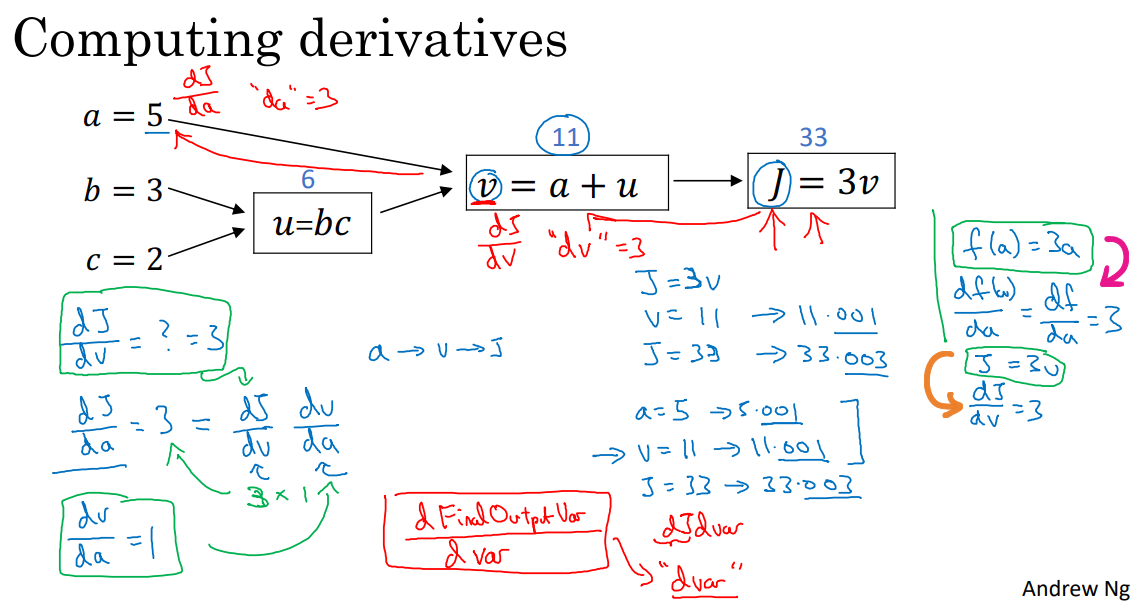 Computing derivatives
a = 5
dJ/da "da" = 3
b = 3
c = 2
6
u=bc
11
v = a + u
dJ/dv "dv" = 3
33
J = 3v
J = 3v
v = 11 → 11.001
J = 33 → 33.003
a = 5 → 5.001
→ v = 11 → 11.001
J = 33 → 33.003
f(a) = 3a
df(a)/da = df/da = 3
J = 3v
dJ/dv = 3
dJ/dv = ? = 3
a → v → J
dJ/da = 3 = dJ/dv dv/da
3 × 1
dv/da = 1
d FinalOutputVar / d var
dJdvar
"dvar"
Andrew Ng